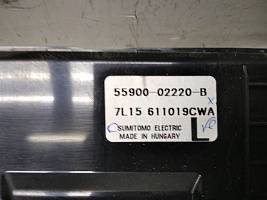 55900-02220-B
7L15 611019CWA
SUMITOMO ELECTRIC
MADE IN HUNGARY
L